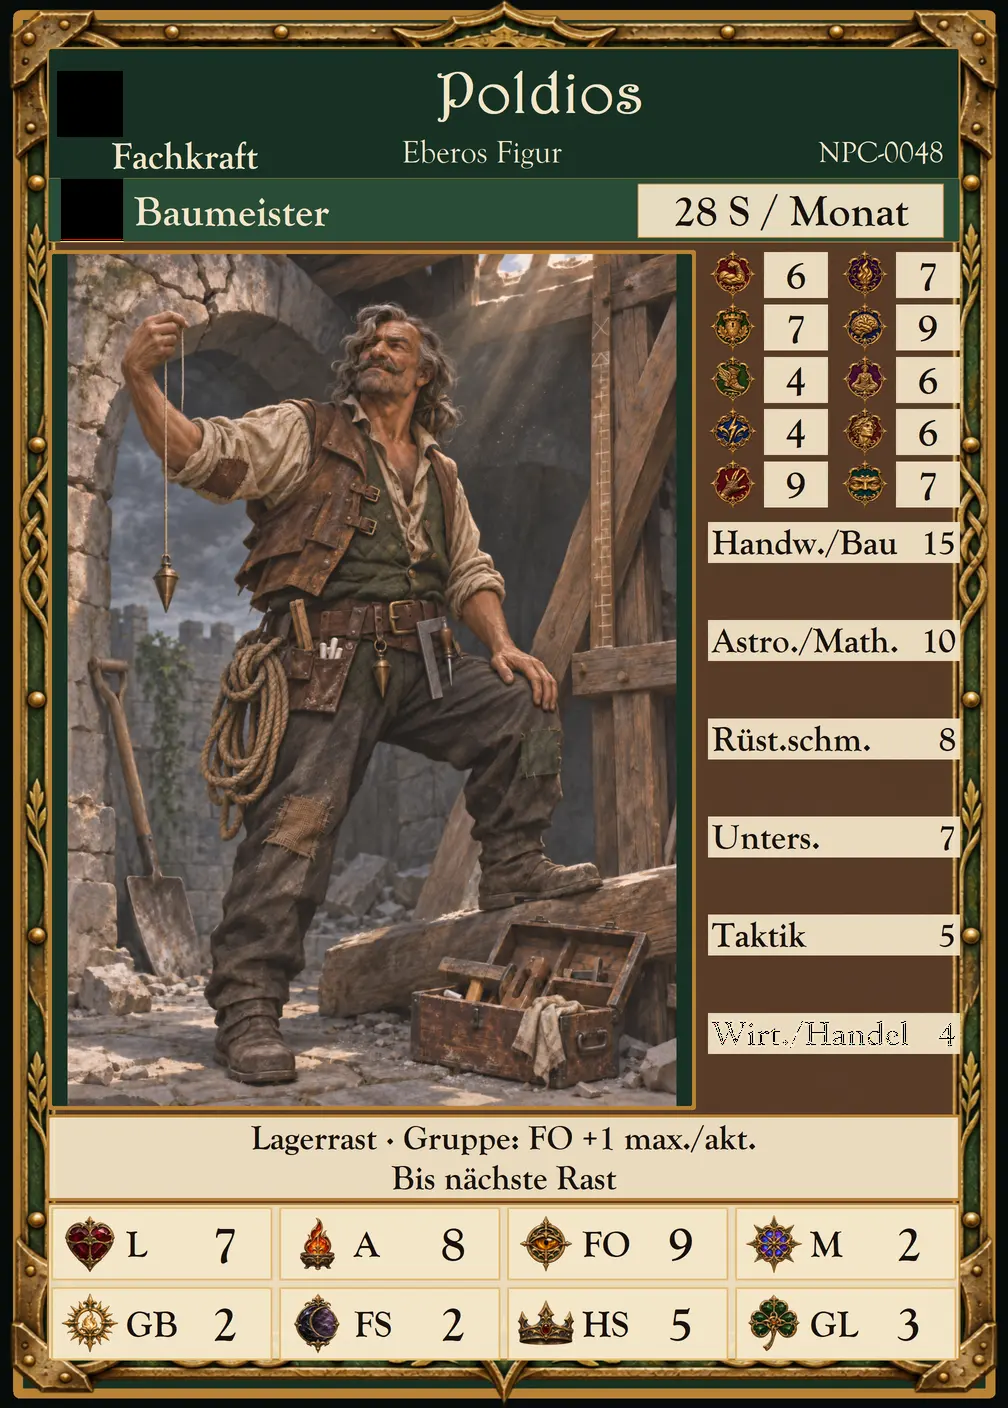 Poldios
Fachkraft
Eberos Figur
NPC-0048
Baumeister
28 S / Monat
6 7
7 9
4 6
4 6
9 7
Handw./Bau 15
Astro./Math. 10
Rüst.schm. 8
Unters. 7
Taktik 5
Wirt./Handel 4
Lagerrast · Gruppe: FO +1 max./akt.
Bis nächste Rast
L 7 A 8 FO 9 M 2
GB 2 FS 2 HS 5 GL 3